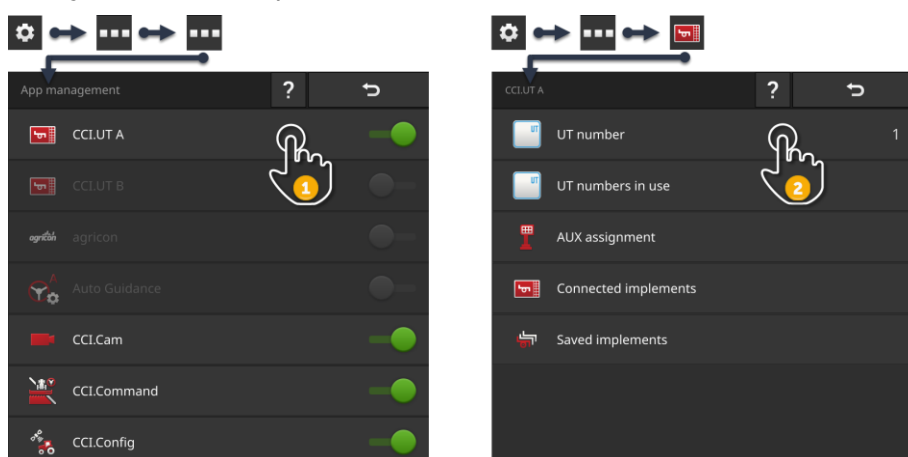 App management
?
CCI.UT A
1
CCI.UT B
agricon
agricon
A
Auto Guidance
CCI.Cam
CCI.Command
CCI.Config
CCI.UT A
?
UT
UT number
1
2
UT
UT numbers in use
AUX assignment
Connected implements
Saved implements